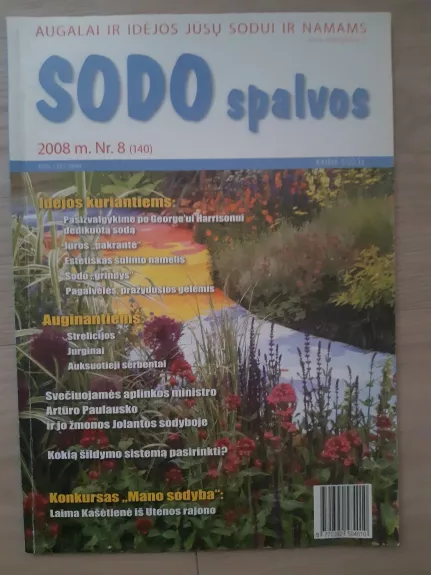 AUGALAI IR IDĖJOS JŪSŲ SODUI IR NAMAMS
SODO spalvos
2008 m. Nr. 8 (140)
Idėjos kuriantiems:
Pasižvalgykime po George'ui Harrisonui
dedikuotą sodą
Jūros „pakrantė"
Estetiškas šulinio namelis
Sodo „grindys"
Pagalvėlės, pražydusios gėlėmis
Auginantiems:
Strelicijos
Jurginai
Auksuotieji serbentai
Svečiuojamės aplinkos ministro
Artūro Paulausko
ir jo žmonos Jolantos sodyboje
Kokią šildymo sistemą pasirinkti?
Konkursas „Mano sodyba":
Laima Kašėtienė iš Utenos rajono